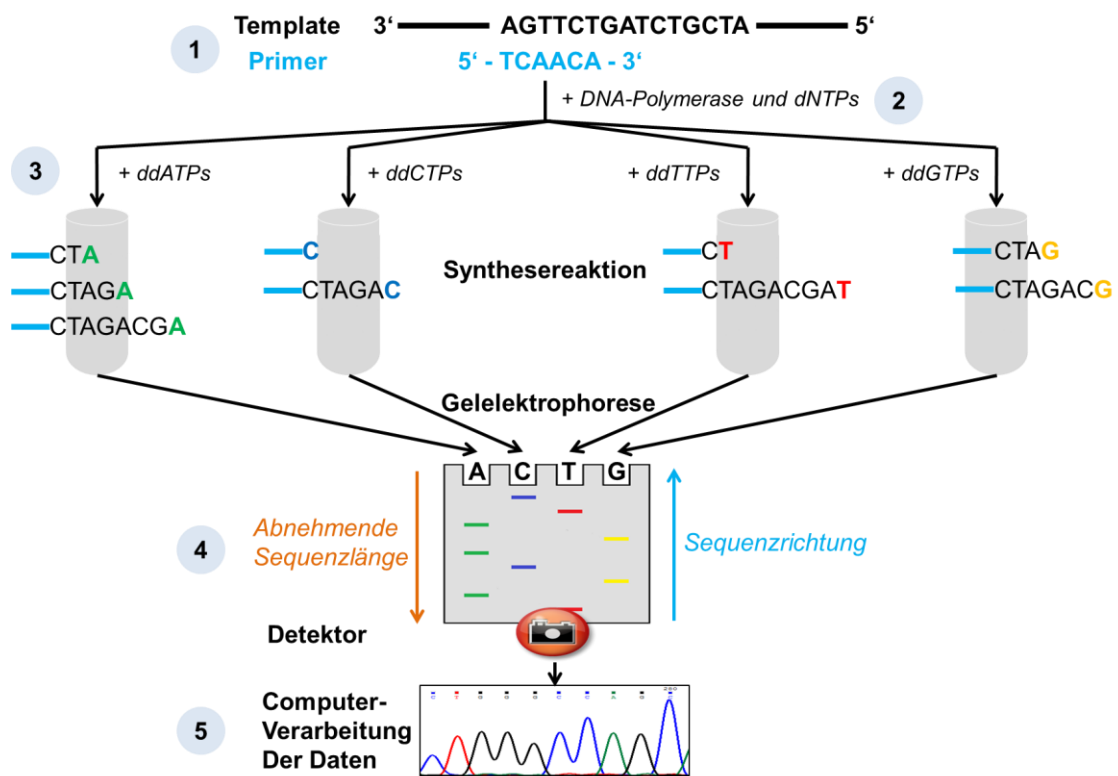 Template 3‘ AGTTCTGATCTGCTA 5‘
1
Primer 5‘ - TCAACA - 3‘
+ DNA-Polymerase und dNTPs 2
3
+ ddATPs + ddCTPs + ddTTPs + ddGTPs
CTA
CTAGA
CTAGACGA
C
CTAGAC
Synthesereaktion
CT
CTAGACGAT
CTAG
CTAGACG
Gelelektrophorese
A C T G
4
Abnehmende
Sequenzlänge
Sequenzrichtung
Detektor
5
Computer-
Verarbeitung
Der Daten
C T G G G C C A G